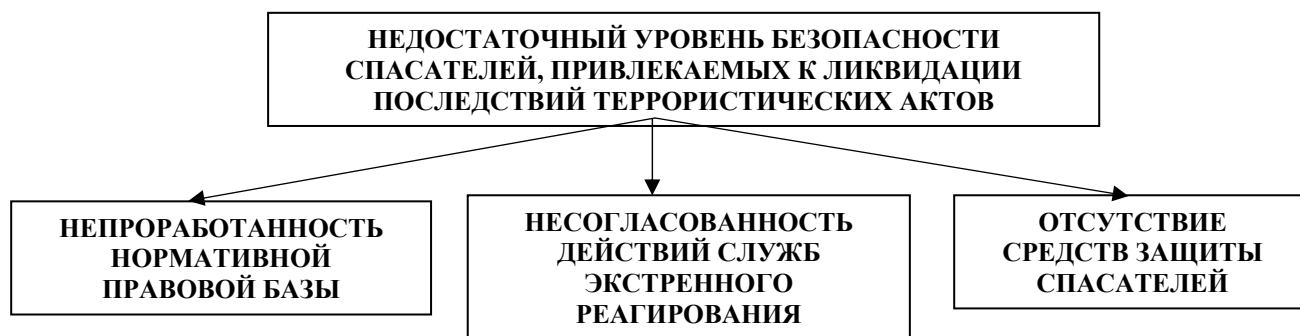 НЕДОСТАТОЧНЫЙ УРОВЕНЬ БЕЗОПАСНОСТИ
СПАСАТЕЛЕЙ, ПРИВЛЕКАЕМЫХ К ЛИКВИДАЦИИ
ПОСЛЕДСТВИЙ ТЕРРОРИСТИЧЕСКИХ АКТОВ
НЕПРОРАБОТАННОСТЬ
НОРМАТИВНОЙ
ПРАВОВОЙ БАЗЫ
НЕСОГЛАСОВАННОСТЬ
ДЕЙСТВИЙ СЛУЖБ
ЭКСТРЕННОГО
РЕАГИРОВАНИЯ
ОТСУТСТВИЕ
СРЕДСТВ ЗАЩИТЫ
СПАСАТЕЛЕЙ